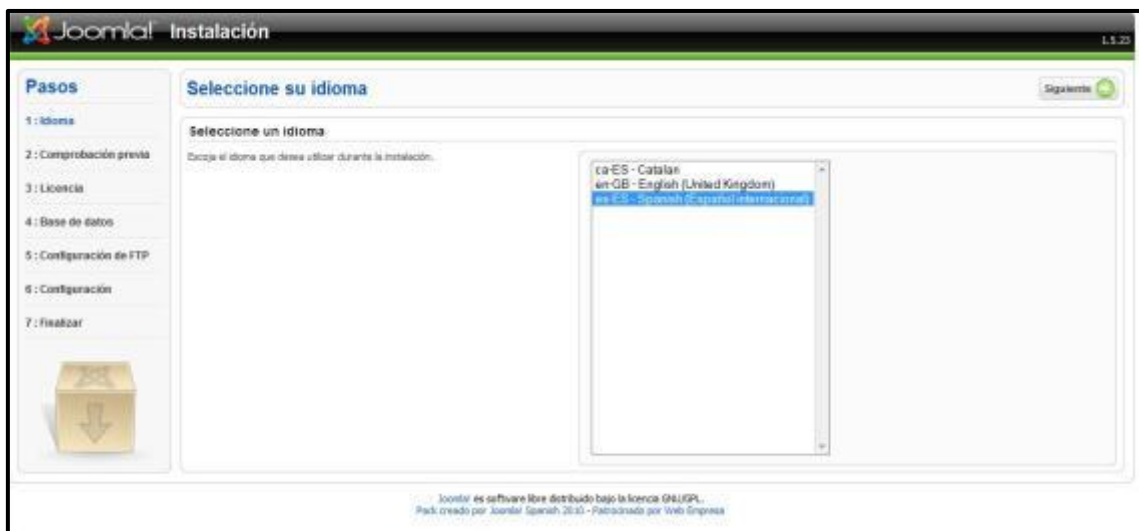 Joomla! Instalación
1.5.23
Pasos
1 : Idioma
2 : Comprobación previa
3 : Licencia
4 : Base de datos
5 : Configuración de FTP
6 : Configuración
7 : Finalizar
Seleccione su idioma
Siguiente
Seleccione un idioma
Escoja el idioma que desea utilizar durante la instalación.
ca-ES - Catalan
en-GB - English (United Kingdom)
es-ES - Spanish (Español internacional)
Joomla! es software libre distribuido bajo la licencia GNU/GPL.
Pack creado por Joomla! Spanish 2010 - Patrocinado por Web Empresa